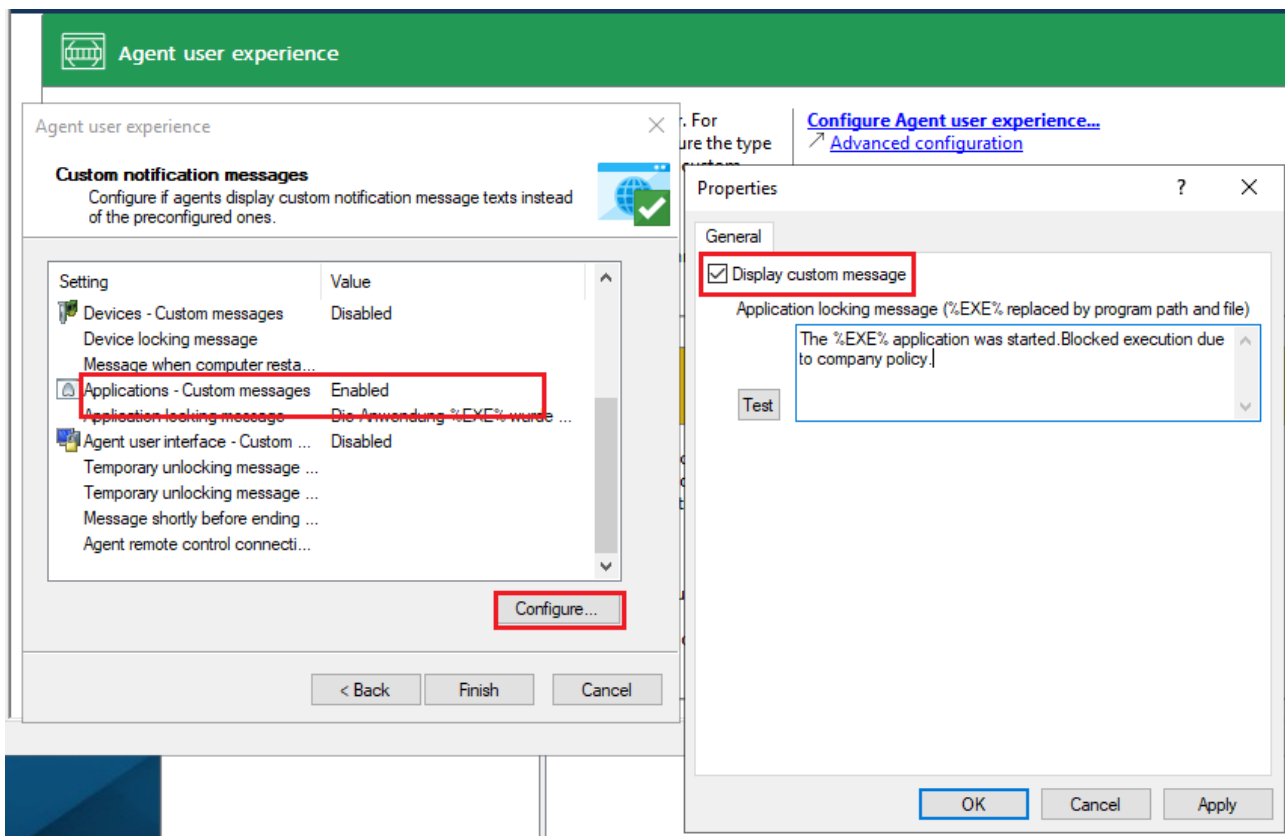 Agent user experience
Agent user experience
Custom notification messages
Configure if agents display custom notification message texts instead
of the preconfigured ones.
Setting Value
Devices - Custom messages Disabled
Device locking message
Message when computer resta...
Applications - Custom messages Enabled
Application locking message Die Anwendung %EXE% wurde ...
Agent user interface - Custom ... Disabled
Temporary unlocking message ...
Temporary unlocking message ...
Message shortly before ending ...
Agent remote control connecti...
Configure...
< Back Finish Cancel
r. For
ure the type
custom
Configure Agent user experience...
Advanced configuration
Properties ? 
General
Display custom message
Application locking message (%EXE% replaced by program path and file)
The %EXE% application was started.Blocked execution due
to company policy.
Test
OK Cancel Apply